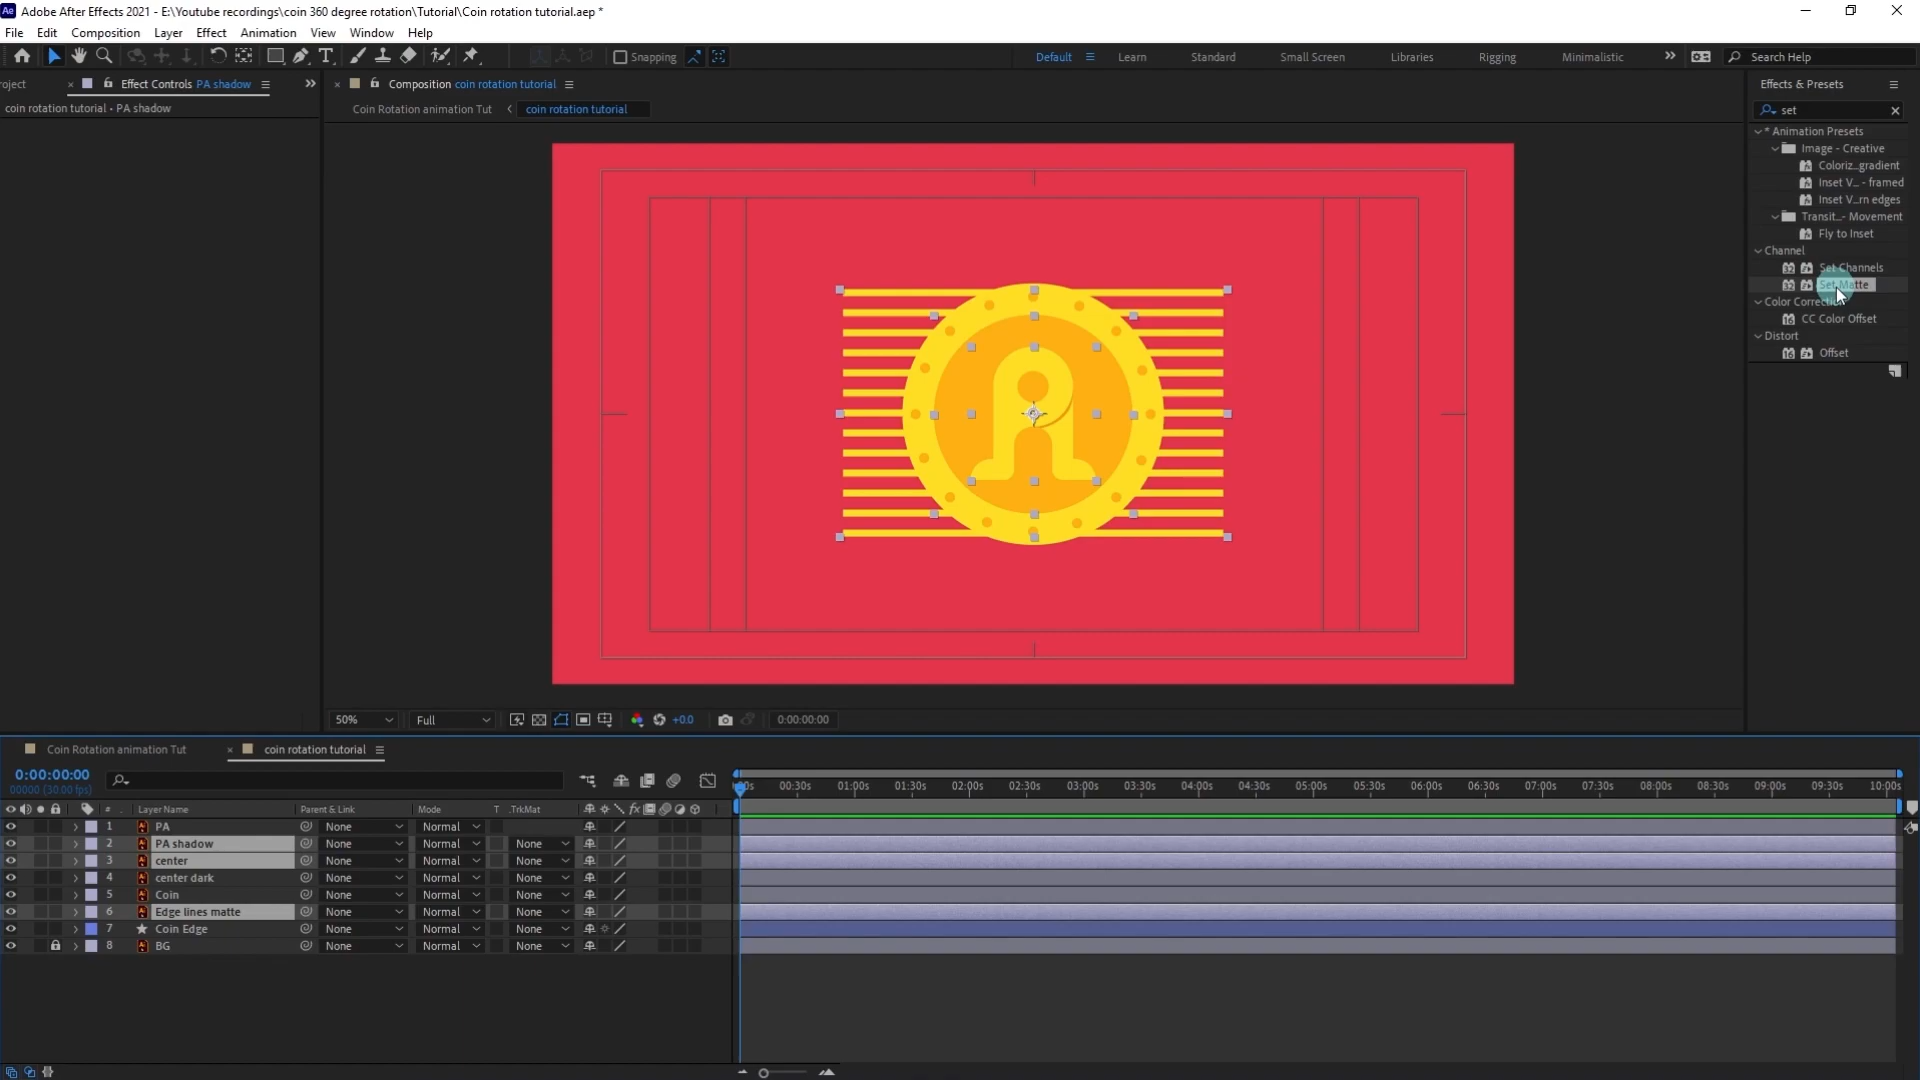 Adobe After Effects 2021 - E:\Youtube recordings\coin 360 degree rotation\Tutorial\Coin rotation tutorial.aep *
File Edit Composition Layer Effect Animation View Window Help
Snapping Default Learn Standard Small Screen Libraries Rigging Minimalistic Search Help
roject Effect Controls PA shadow
coin rotation tutorial • PA shadow
Composition coin rotation tutorial
Coin Rotation animation Tut coin rotation tutorial
Effects & Presets
set
* Animation Presets
Image - Creative
Coloriz...gradient
Inset V... - framed
Inset V...rn edges
Transit...- Movement
Fly to Inset
Channel
32 Set Channels
32 Set Matte
Color Correctio
16 CC Color Offset
Distort
16 Offset
50% Full +0.0 0:00:00:00
Coin Rotation animation Tut coin rotation tutorial
0:00:00:00
00000 (30.00 fps)
# Layer Name Parent & Link Mode T .TrkMat
1 PA None Normal
2 PA shadow None Normal None
3 center None Normal None
4 center dark None Normal None
5 Coin None Normal None
6 Edge lines matte None Normal None
7 Coin Edge None Normal None
8 BG None Normal None
00:30s 01:00s 01:30s 02:00s 02:30s 03:00s 03:30s 04:00s 04:30s 05:00s 05:30s 06:00s 06:30s 07:00s 07:30s 08:00s 08:30s 09:00s 09:30s 10:00s